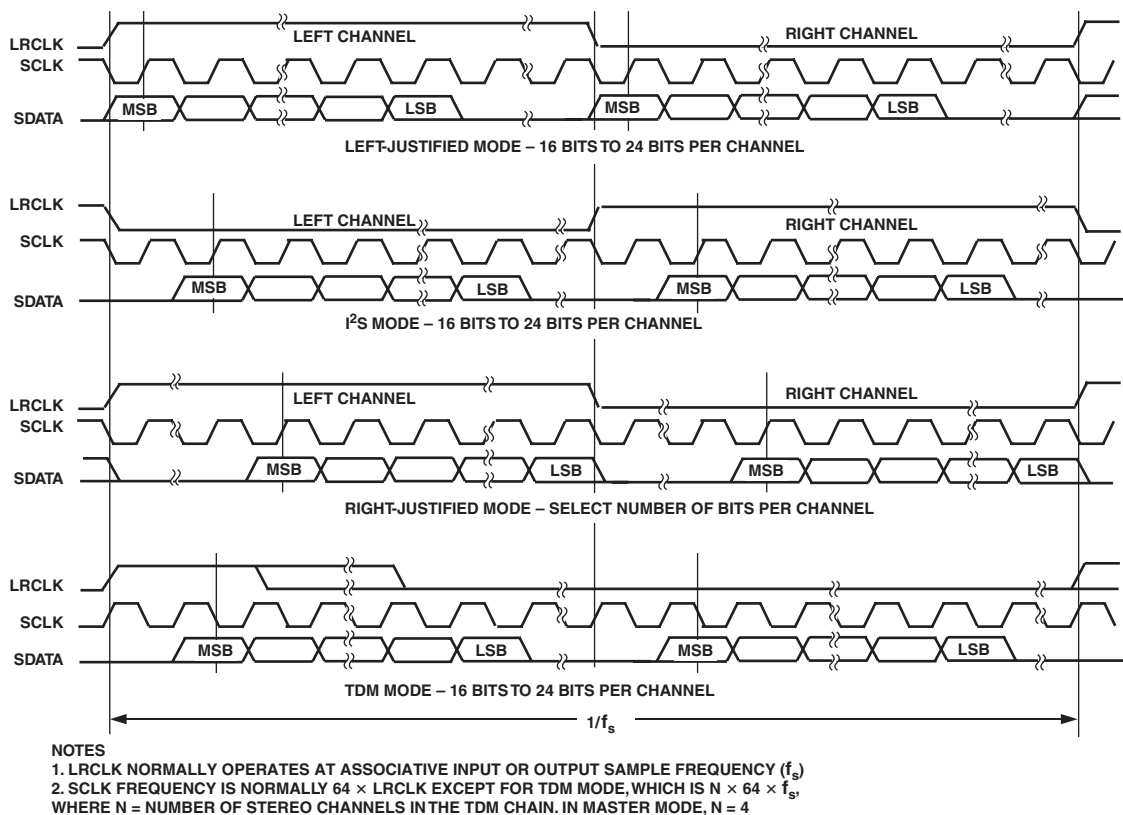 LEFT CHANNEL RIGHT CHANNEL
LRCLK
SCLK
SDATA MSB LSB MSB LSB
LEFT-JUSTIFIED MODE – 16 BITS TO 24 BITS PER CHANNEL
LRCLK
LEFT CHANNEL RIGHT CHANNEL
SCLK
SDATA MSB LSB MSB LSB
I²S MODE – 16 BITS TO 24 BITS PER CHANNEL
LEFT CHANNEL RIGHT CHANNEL
LRCLK
SCLK
SDATA MSB LSB MSB LSB
RIGHT-JUSTIFIED MODE – SELECT NUMBER OF BITS PER CHANNEL
LRCLK
SCLK
SDATA MSB LSB MSB LSB
TDM MODE – 16 BITS TO 24 BITS PER CHANNEL
1/fs
NOTES
1. LRCLK NORMALLY OPERATES AT ASSOCIATIVE INPUT OR OUTPUT SAMPLE FREQUENCY (fs)
2. SCLK FREQUENCY IS NORMALLY 64 × LRCLK EXCEPT FOR TDM MODE, WHICH IS N × 64 × fs,
WHERE N = NUMBER OF STEREO CHANNELS IN THE TDM CHAIN. IN MASTER MODE, N = 4